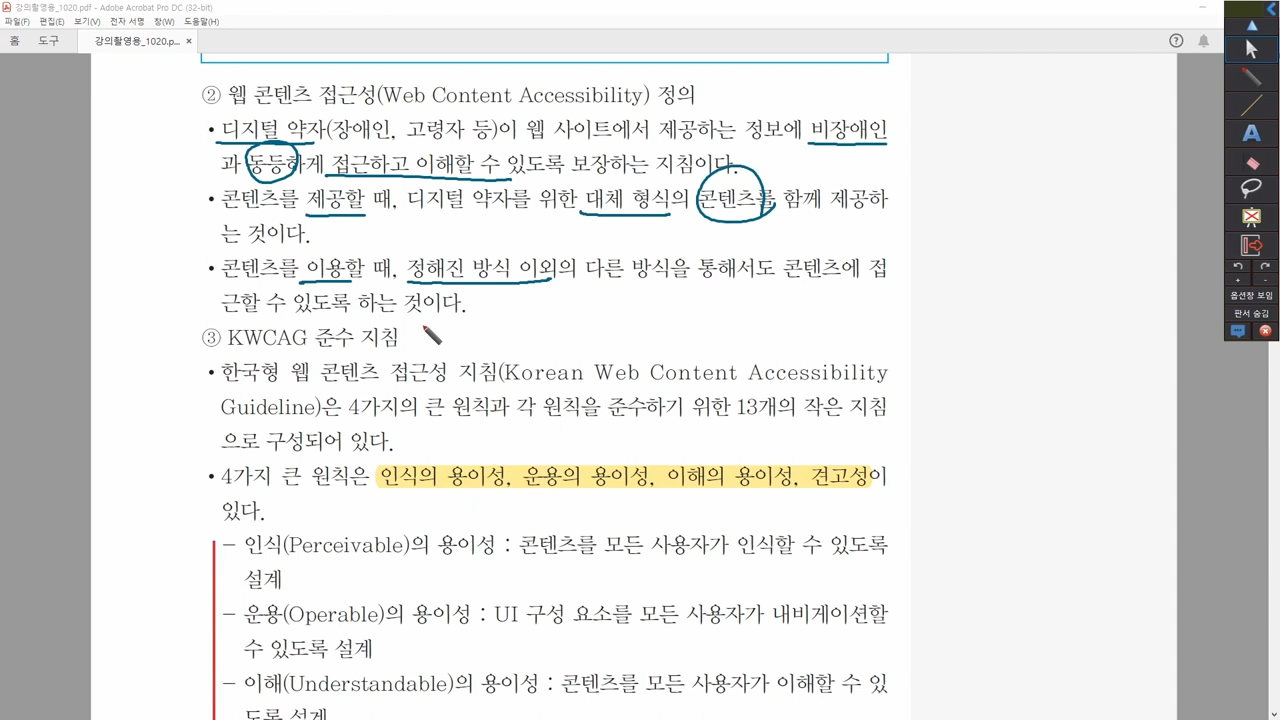 강의촬영용_1020.pdf - Adobe Acrobat Pro DC (32-bit)
파일(F) 편집(E) 보기(V) 전자 서명 창(W) 도움말(H)
홈 도구 강의촬영용_1020.p... ×
② 웹 콘텐츠 접근성(Web Content Accessibility) 정의
• 디지털 약자(장애인, 고령자 등)이 웹 사이트에서 제공하는 정보에 비장애인
과 동등하게 접근하고 이해할 수 있도록 보장하는 지침이다.
• 콘텐츠를 제공할 때, 디지털 약자를 위한 대체 형식의 콘텐츠를 함께 제공하
는 것이다.
• 콘텐츠를 이용할 때, 정해진 방식 이외의 다른 방식을 통해서도 콘텐츠에 접
근할 수 있도록 하는 것이다.
③ KWCAG 준수 지침
• 한국형 웹 콘텐츠 접근성 지침(Korean Web Content Accessibility
Guideline)은 4가지의 큰 원칙과 각 원칙을 준수하기 위한 13개의 작은 지침
으로 구성되어 있다.
• 4가지 큰 원칙은 인식의 용이성, 운용의 용이성, 이해의 용이성, 견고성이
있다.
– 인식(Perceivable)의 용이성 : 콘텐츠를 모든 사용자가 인식할 수 있도록
설계
– 운용(Operable)의 용이성 : UI 구성 요소를 모든 사용자가 내비게이션할
수 있도록 설계
– 이해(Understandable)의 용이성 : 콘텐츠를 모든 사용자가 이해할 수 있
도록 설계
A
옵션장 보임
판서 숨김